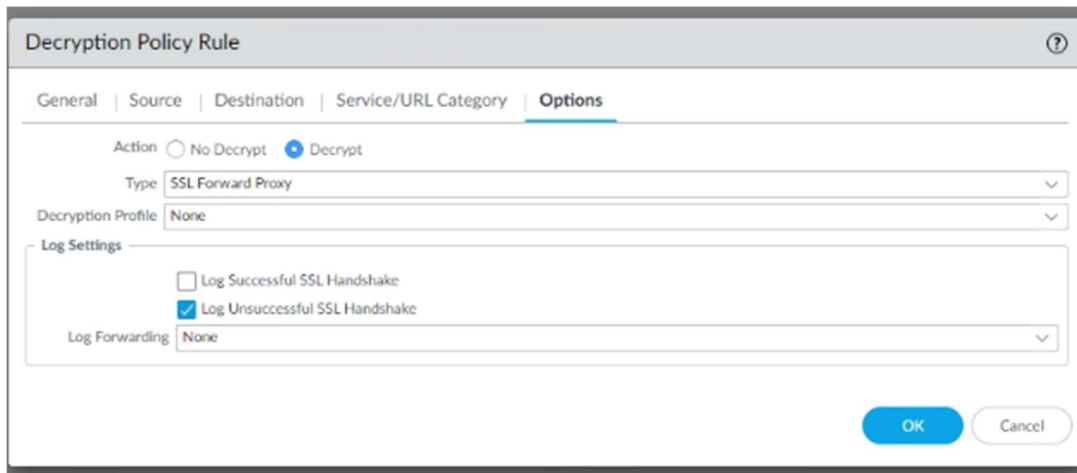 Decryption Policy Rule
General | Source | Destination | Service/URL Category | Options
Action No Decrypt Decrypt
Type SSL Forward Proxy
Decryption Profile None
Log Settings
Log Successful SSL Handshake
Log Unsuccessful SSL Handshake
Log Forwarding None
OK Cancel